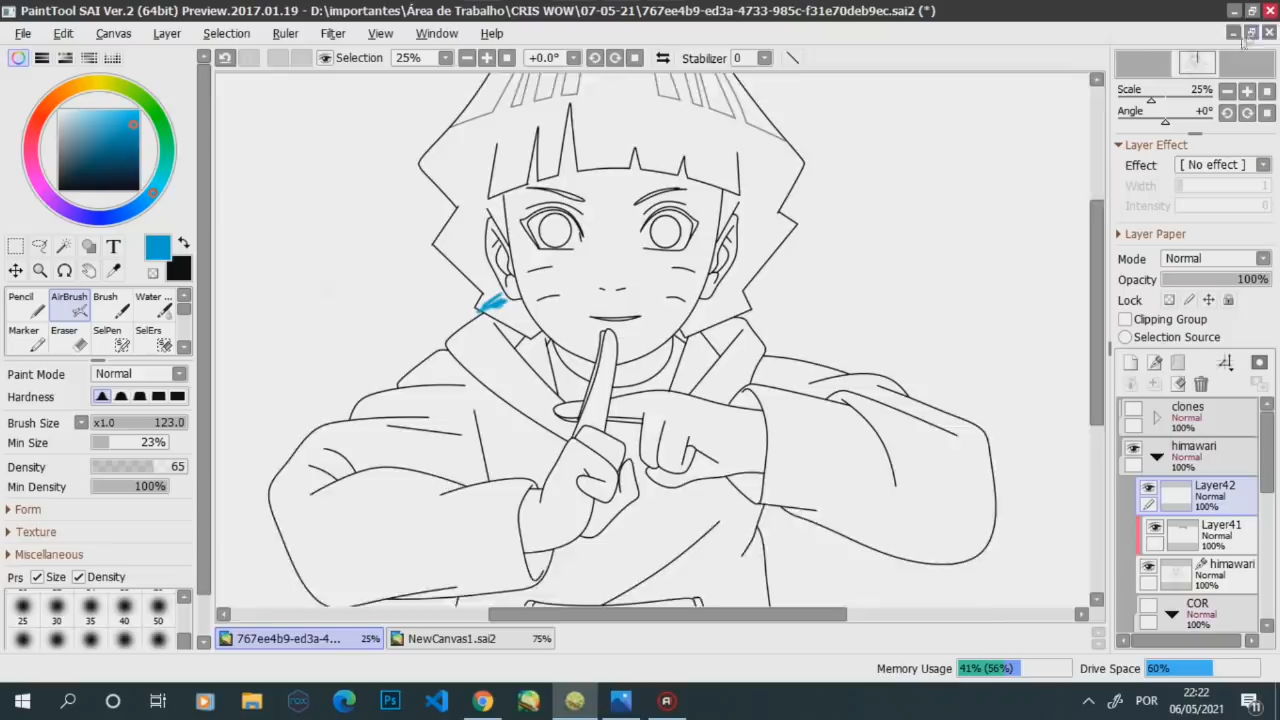 PaintTool SAI Ver.2 (64bit) Preview.2017.01.19 - D:\importantes\Área de Trabalho\CRIS WOW\07-05-21\767ee4b9-ed3a-4733-985c-f31e70deb9ec.sai2 (*)
File Edit Canvas Layer Selection Ruler Filter View Window Help
Selection 25% +0.0° Stabilizer 0
Scale 25%
Angle +0°
Layer Effect
Effect [ No effect ]
Width 1
Intensity 0
Layer Paper
Mode Normal
Opacity 100%
Lock
Clipping Group
Selection Source
T
Pencil AirBrush Brush Water ...
Marker Eraser SelPen SelErs
Paint Mode Normal
Hardness
Brush Size x1.0 123.0
Min Size 23%
Density 65
Min Density 100%
Form
Texture
Miscellaneous
Prs Size Density
25 30 35 40 50
clones
Normal
100%
himawari
Normal
100%
Layer42
Normal
100%
Layer41
Normal
100%
himawari
Normal
100%
COR
Normal
100%
767ee4b9-ed3a-4... 25% NewCanvas1.sai2 75%
Memory Usage 41% (56%) Drive Space 60%
Ps POR 22:22
06/05/2021
11